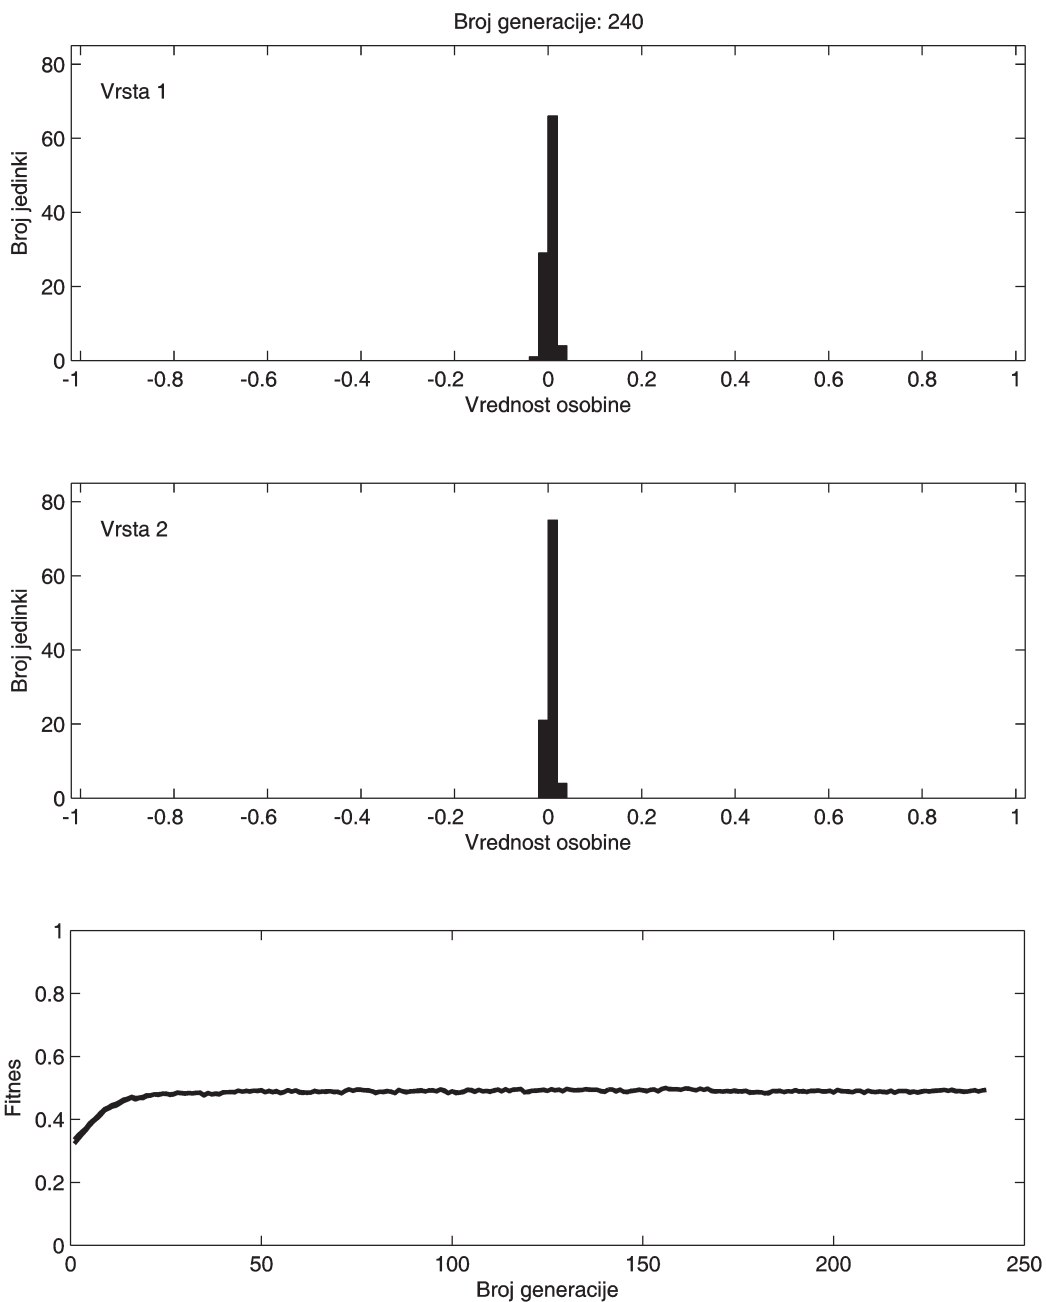 Broj generacije: 240
80
Vrsta 1
60
Broj jedinki
40
20
0
-1 -0.8 -0.6 -0.4 -0.2 0 0.2 0.4 0.6 0.8 1
Vrednost osobine
80
Vrsta 2
60
Broj jedinki
40
20
0
-1 -0.8 -0.6 -0.4 -0.2 0 0.2 0.4 0.6 0.8 1
Vrednost osobine
1
0.8
0.6
Fitnes
0.4
0.2
0
0 50 100 150 200 250
Broj generacije